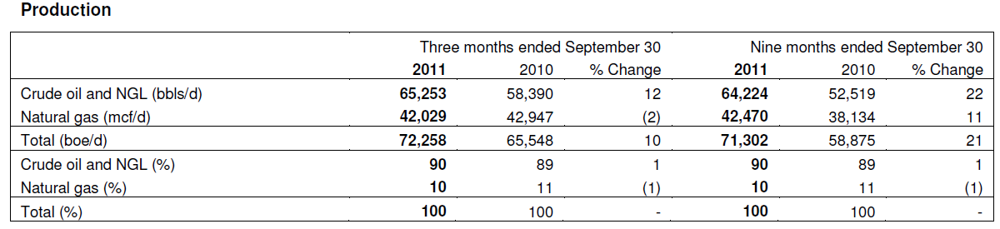 Production
Three months ended September 30 Nine months ended September 30
2011 2010 % Change 2011 2010 % Change
Crude oil and NGL (bbls/d) 65,253 58,390 12 64,224 52,519 22
Natural gas (mcf/d) 42,029 42,947 (2) 42,470 38,134 11
Total (boe/d) 72,258 65,548 10 71,302 58,875 21
Crude oil and NGL (%) 90 89 1 90 89 1
Natural gas (%) 10 11 (1) 10 11 (1)
Total (%) 100 100 - 100 100 -